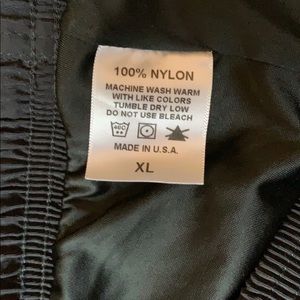 100% NYLON
MACHINE WASH WARM
WITH LIKE COLORS
TUMBLE DRY LOW
DO NOT USE BLEACH
MADE IN U.S.A.
XL